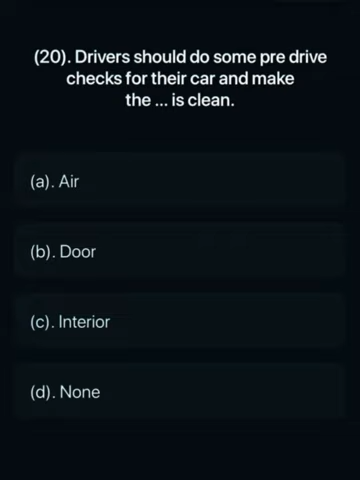 (20). Drivers should do some pre drive
checks for their car and make
the ... is clean.
(a). Air
(b). Door
(c). Interior
(d). None